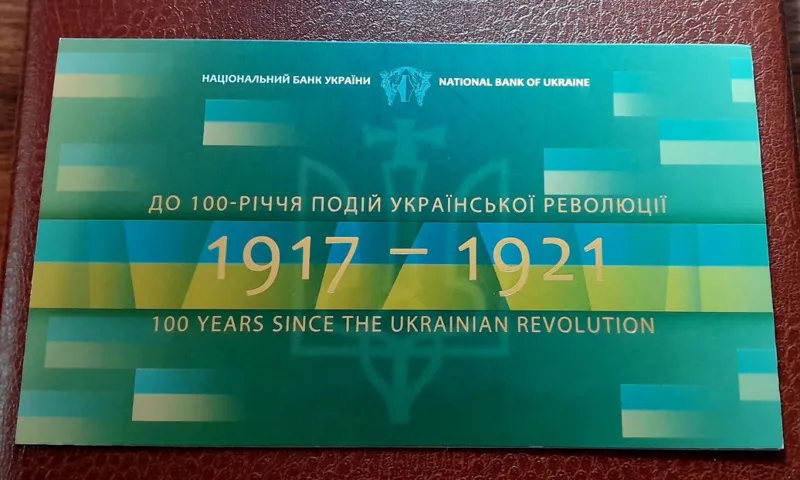 НАЦІОНАЛЬНИЙ БАНК УКРАЇНИ NATIONAL BANK OF UKRAINE
ДО 100-РІЧЧЯ ПОДІЙ УКРАЇНСЬКОЇ РЕВОЛЮЦІЇ
1917 – 1921
100 YEARS SINCE THE UKRAINIAN REVOLUTION